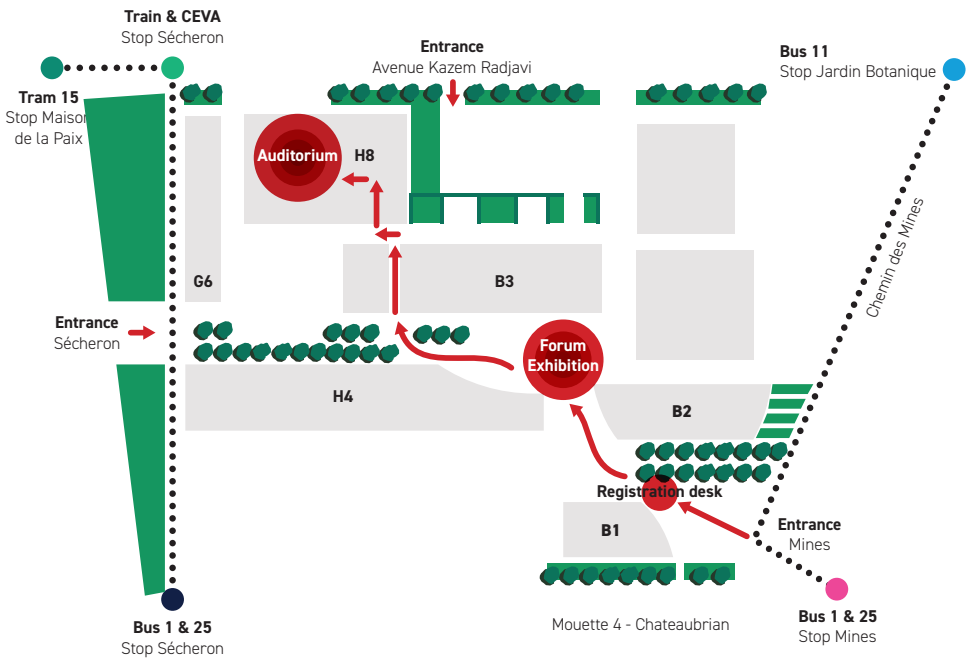 Train & CEVA
Stop Sécheron
Entrance
Avenue Kazem Radjavi
Bus 11
Stop Jardin Botanique
Tram 15
Stop Maison
de la Paix
Auditorium
H8
Chemin des Mines
G6
B3
Entrance
Sécheron
Forum
Exhibition
H4
B2
Registration desk
B1
Entrance
Mines
Bus 1 & 25
Stop Sécheron
Mouette 4 - Chateaubrian
Bus 1 & 25
Stop Mines